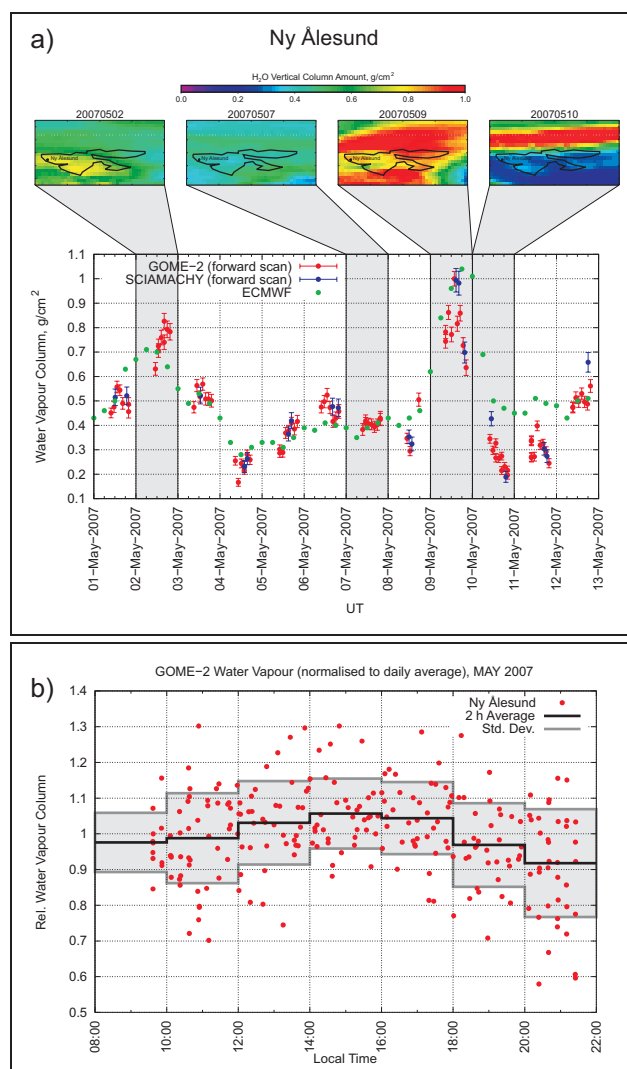 a)
Ny Ålesund
H2O Vertical Column Amount, g/cm2
0.0 0.2 0.4 0.6 0.8 1.0
20070502 20070507 20070509 20070510
Ny Ålesund Ny Ålesund Ny Ålesund Ny Ålesund
GOME-2 (forward scan)
SCIAMACHY (forward scan)
ECMWF
Water Vapour Column, g/cm2
1.1
1
0.9
0.8
0.7
0.6
0.5
0.4
0.3
0.2
0.1
01-May-2007
02-May-2007
03-May-2007
04-May-2007
05-May-2007
06-May-2007
07-May-2007
08-May-2007
09-May-2007
10-May-2007
11-May-2007
12-May-2007
13-May-2007
UT
b)
GOME-2 Water Vapour (normalised to daily average), MAY 2007
Ny Ålesund
2 h Average
Std. Dev.
Rel. Water Vapour Column
1.4
1.3
1.2
1.1
1
0.9
0.8
0.7
0.6
0.5
08:00
10:00
12:00
14:00
16:00
18:00
20:00
22:00
Local Time